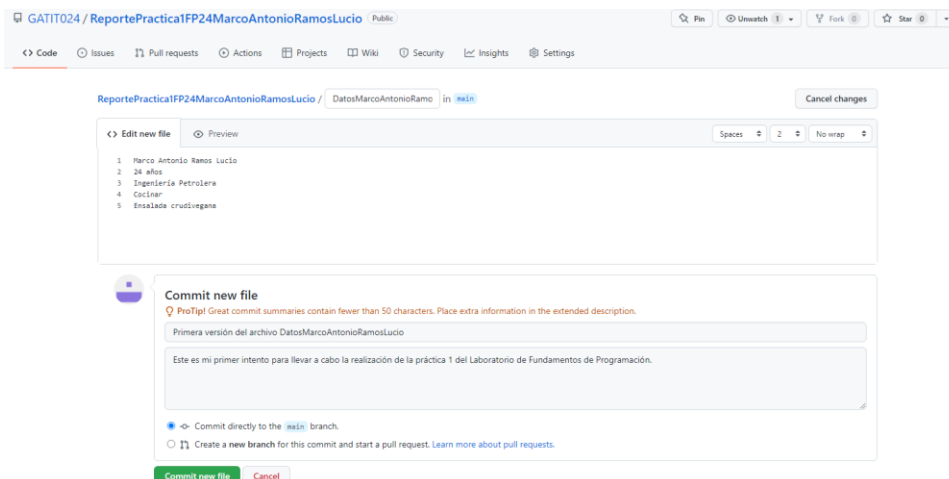 GATIT024 / ReportePractica1FP24MarcoAntonioRamosLucio Public
Pin Unwatch 1 Fork 0 Star 0
<> Code Issues Pull requests Actions Projects Wiki Security Insights Settings
ReportePractica1FP24MarcoAntonioRamosLucio / DatosMarcoAntonioRamo in main Cancel changes
<> Edit new file Preview Spaces 2 No wrap
1 Marco Antonio Ramos Lucio
2 24 años
3 Ingeniería Petrolera
4 Cocinar
5 Ensalada crudivegana
Commit new file
ProTip! Great commit summaries contain fewer than 50 characters. Place extra information in the extended description.
Primera versión del archivo DatosMarcoAntonioRamosLucio
Este es mi primer intento para llevar a cabo la realización de la práctica 1 del Laboratorio de Fundamentos de Programación.
Commit directly to the main branch.
Create a new branch for this commit and start a pull request. Learn more about pull requests.
Commit new file Cancel